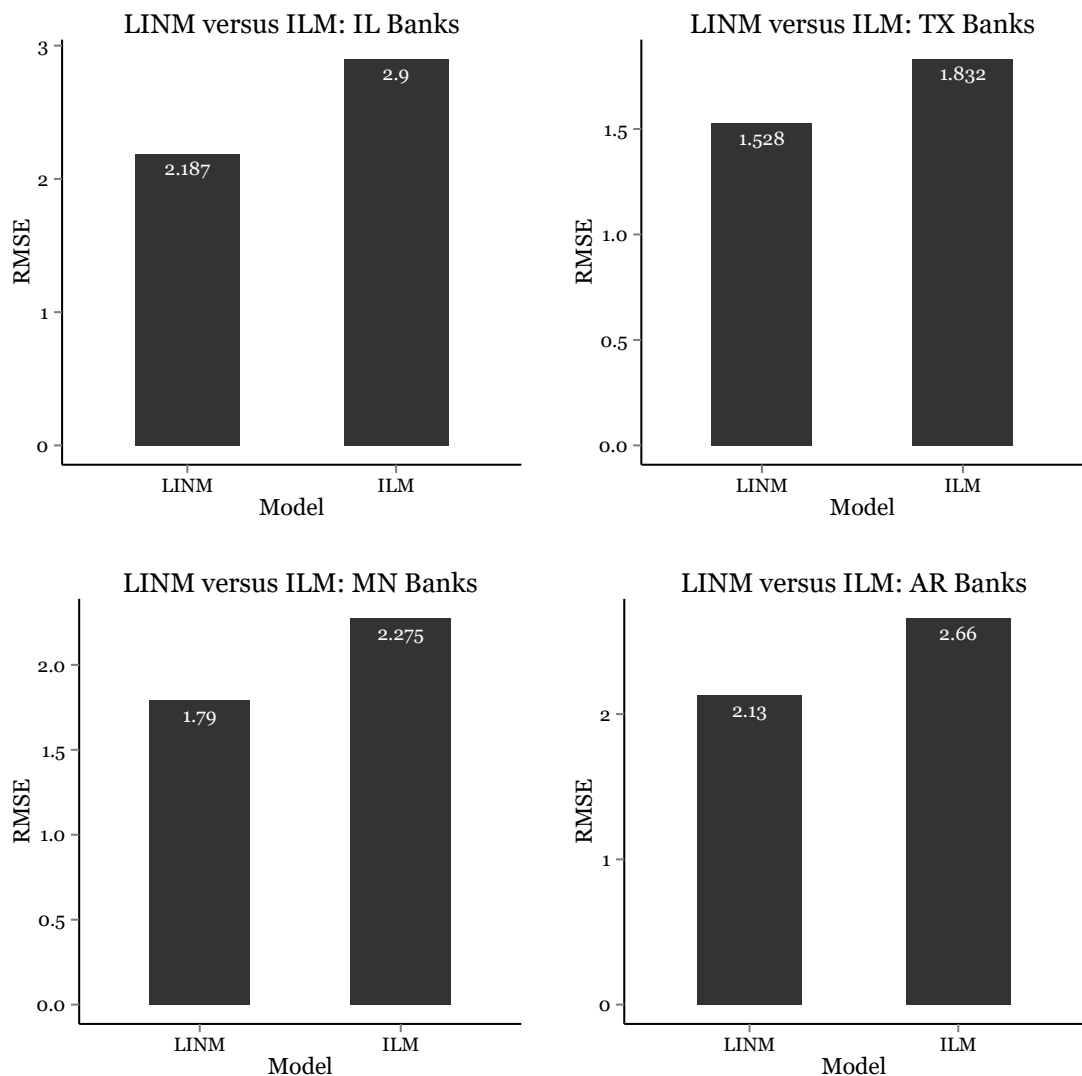 LINM versus ILM: IL Banks
3
2
1
0
RMSE
2.187
2.9
LINM
ILM
Model
LINM versus ILM: TX Banks
1.5
1.0
0.5
0.0
RMSE
1.528
1.832
LINM
ILM
Model
LINM versus ILM: MN Banks
2.0
1.5
1.0
0.5
0.0
RMSE
1.79
2.275
LINM
ILM
Model
LINM versus ILM: AR Banks
2
1
0
RMSE
2.13
2.66
LINM
ILM
Model